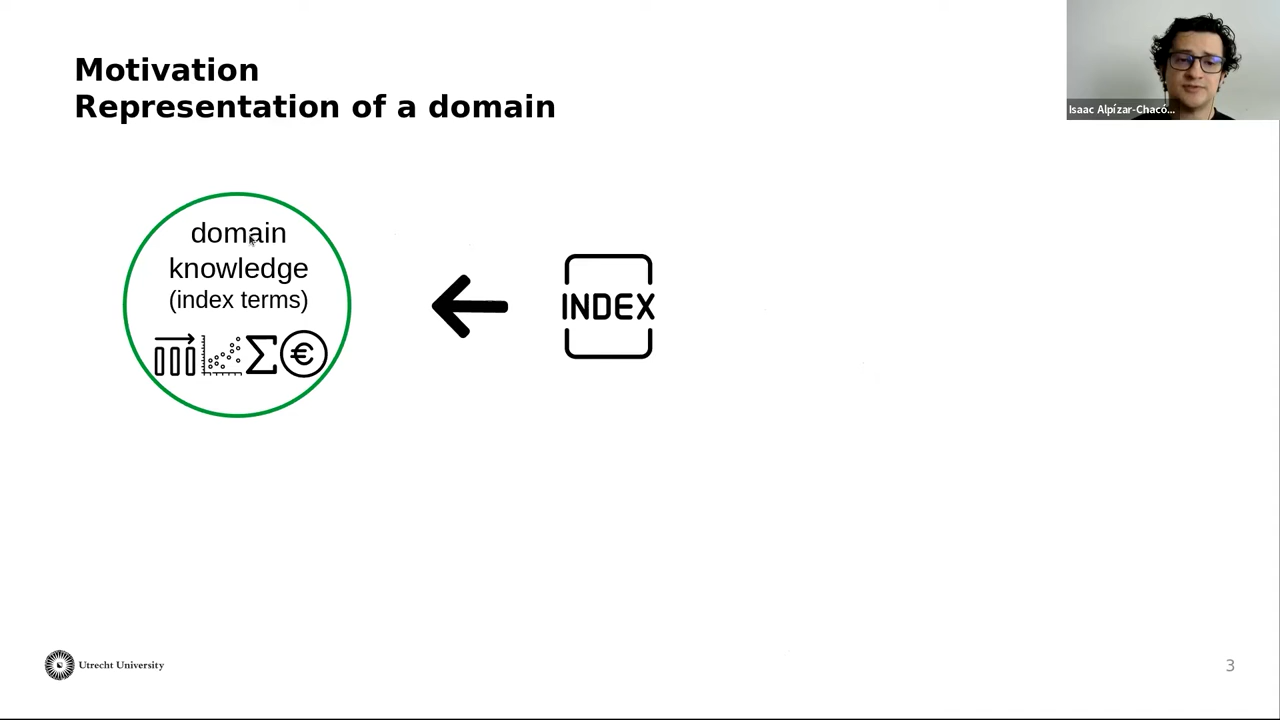 Motivation
Representation of a domain
Isaac Alpízar-Chacó...
domain
knowledge
(index terms)
Σ €
INDEX
Utrecht University
3